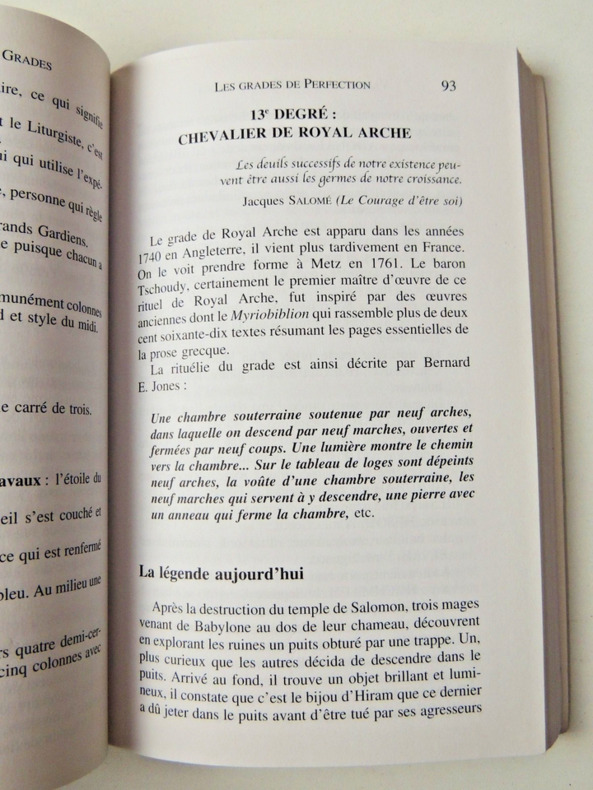 GRADES
ire, ce qui signifie
t le Liturgiste, c'est
i qui utilise l'expé.
, personne qui règle
rands Gardiens.
e puisque chacun a
munément colonnes
d et style du midi.
e carré de trois.
avaux : l'étoile du
eil s'est couché et
ce qui est renfermé
bleu. Au milieu une
rs quatre demi-cer-
cinq colonnes avec
LES GRADES DE PERFECTION 93
13e DEGRÉ :
CHEVALIER DE ROYAL ARCHE
Les deuils successifs de notre existence peu-
vent être aussi les germes de notre croissance.
Jacques SALOMÉ (Le Courage d'être soi)
Le grade de Royal Arche est apparu dans les années
1740 en Angleterre, il vient plus tardivement en France.
On le voit prendre forme à Metz en 1761. Le baron
Tschoudy, certainement le premier maître d'œuvre de ce
rituel de Royal Arche, fut inspiré par des œuvres
anciennes dont le Myriobiblion qui rassemble plus de deux
cent soixante-dix textes résumant les pages essentielles de
la prose grecque.
La rituélie du grade est ainsi décrite par Bernard
E. Jones :
Une chambre souterraine soutenue par neuf arches,
dans laquelle on descend par neuf marches, ouvertes et
fermées par neuf coups. Une lumière montre le chemin
vers la chambre... Sur le tableau de loges sont dépeints
neuf arches, la voûte d'une chambre souterraine, les
neuf marches qui servent à y descendre, une pierre avec
un anneau qui ferme la chambre, etc.
La légende aujourd'hui
Après la destruction du temple de Salomon, trois mages
venant de Babylone au dos de leur chameau, découvrent
en explorant les ruines un puits obturé par une trappe. Un,
plus curieux que les autres décida de descendre dans le
puits. Arrivé au fond, il trouve un objet brillant et lumi-
neux, il constate que c'est le bijou d'Hiram que ce dernier
a dû jeter dans le puits avant d'être tué par ses agresseurs